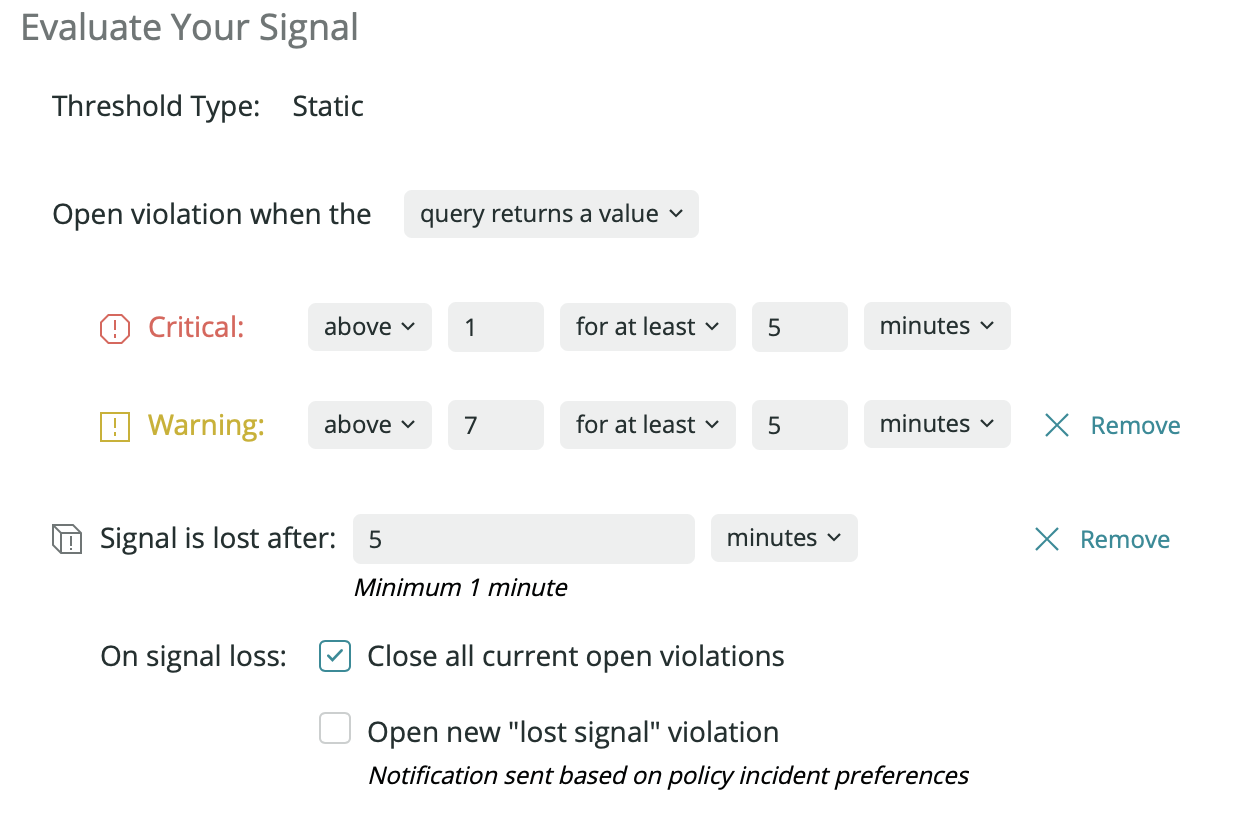 Evaluate Your Signal
Threshold Type: Static
Open violation when the query returns a value
Critical: above 1 for at least 5 minutes
Warning: above 7 for at least 5 minutes Remove
Signal is lost after: 5 minutes Remove
Minimum 1 minute
On signal loss: Close all current open violations
Open new "lost signal" violation
Notification sent based on policy incident preferences